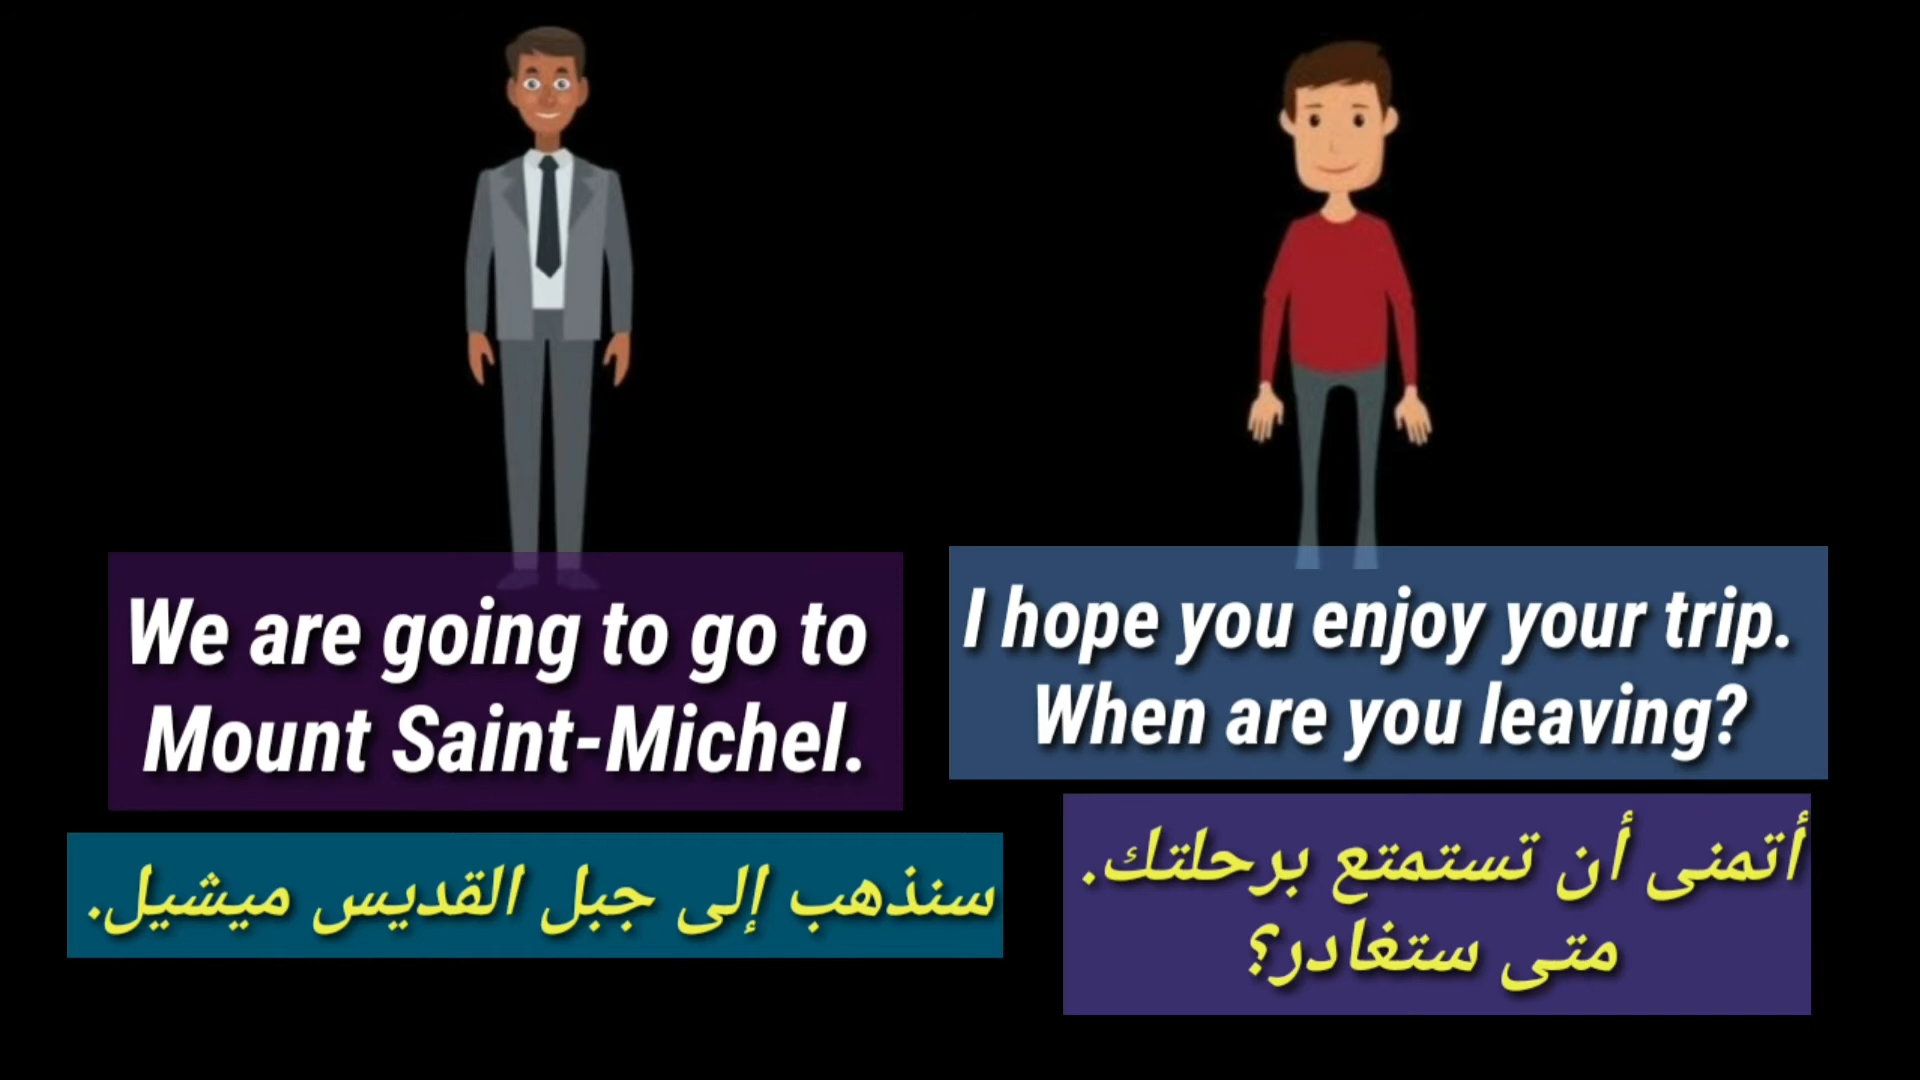 We are going to go to
Mount Saint-Michel.
سنذهب إلى جبل القديس ميشيل.
I hope you enjoy your trip.
When are you leaving?
أتمنى أن تستمتع برحلتك.
متى ستغادر؟